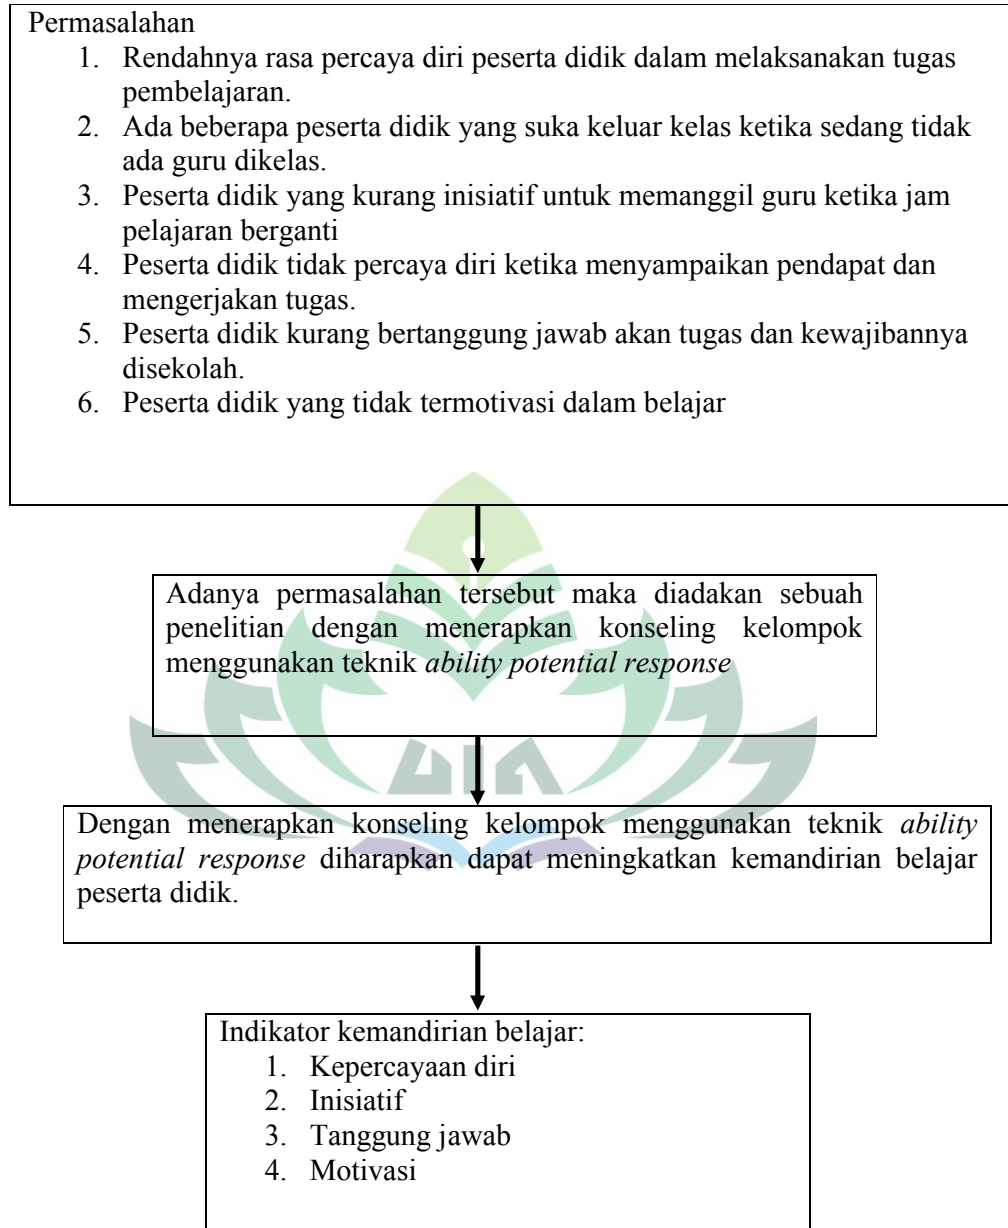 Permasalahan
1. Rendahnya rasa percaya diri peserta didik dalam melaksanakan tugas
pembelajaran.
2. Ada beberapa peserta didik yang suka keluar kelas ketika sedang tidak
ada guru dikelas.
3. Peserta didik yang kurang inisiatif untuk memanggil guru ketika jam
pelajaran berganti
4. Peserta didik tidak percaya diri ketika menyampaikan pendapat dan
mengerjakan tugas.
5. Peserta didik kurang bertanggung jawab akan tugas dan kewajibannya
disekolah.
6. Peserta didik yang tidak termotivasi dalam belajar
Adanya permasalahan tersebut maka diadakan sebuah
penelitian dengan menerapkan konseling kelompok
menggunakan teknik ability potential response
UIN
Dengan menerapkan konseling kelompok menggunakan teknik ability
potential response diharapkan dapat meningkatkan kemandirian belajar
peserta didik.
Indikator kemandirian belajar:
1. Kepercayaan diri
2. Inisiatif
3. Tanggung jawab
4. Motivasi